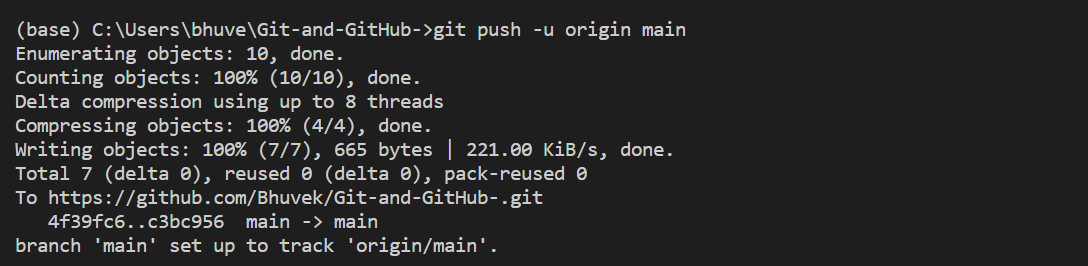 (base) C:\Users\bhuve\Git-and-GitHub->git push -u origin main
Enumerating objects: 10, done.
Counting objects: 100% (10/10), done.
Delta compression using up to 8 threads
Compressing objects: 100% (4/4), done.
Writing objects: 100% (7/7), 665 bytes | 221.00 KiB/s, done.
Total 7 (delta 0), reused 0 (delta 0), pack-reused 0
To https://github.com/Bhuvek/Git-and-GitHub-.git
   4f39fc6..c3bc956  main -> main
branch 'main' set up to track 'origin/main'.